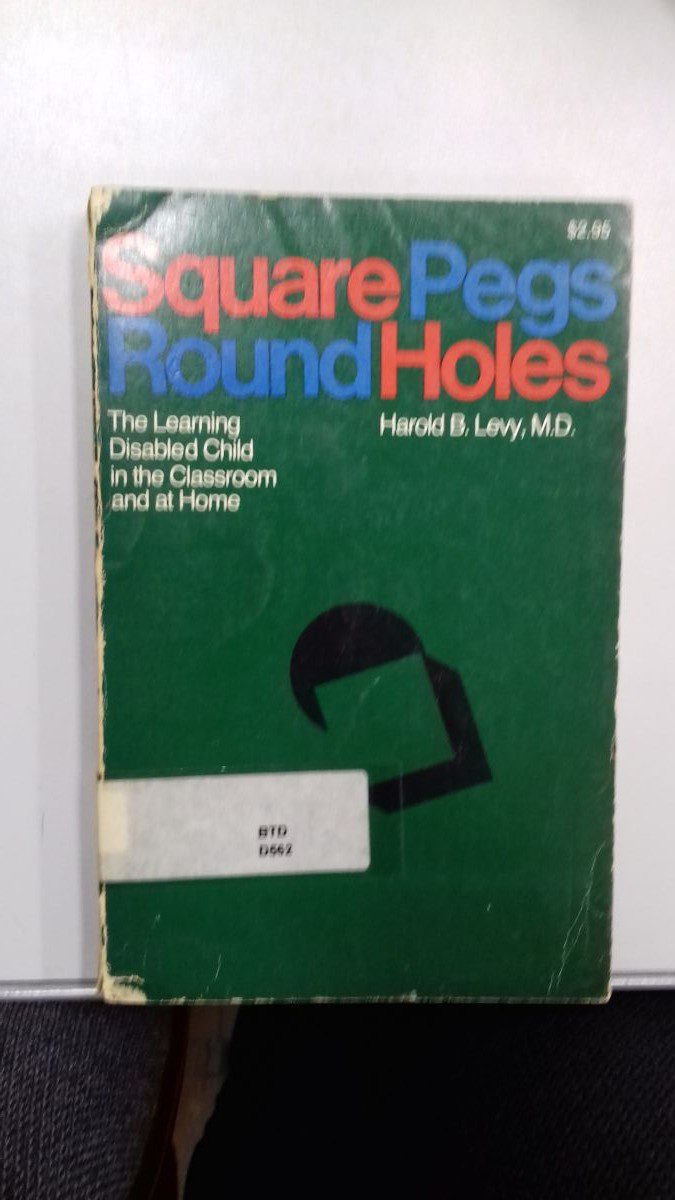 $2.95
Square Pegs
Round Holes
The Learning
Disabled Child
in the Classroom
and at Home
Harold B. Levy, M.D.
BTD
D562